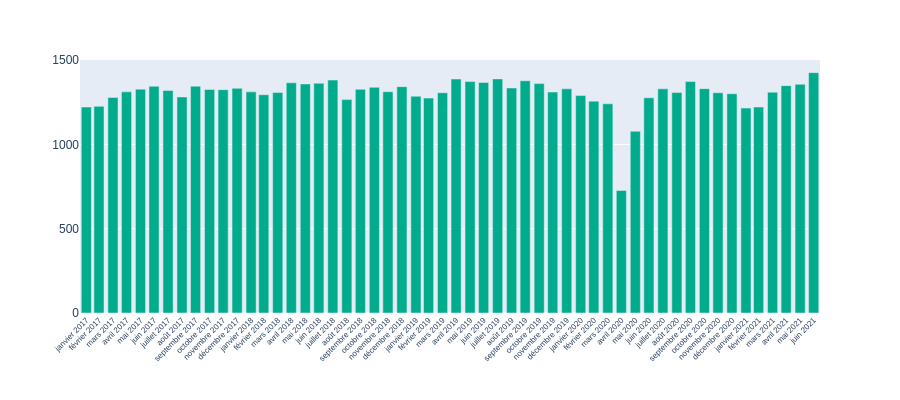 1500
1000
500
0
janvier 2017
février 2017
mars 2017
avril 2017
mai 2017
juin 2017
juillet 2017
août 2017
septembre 2017
octobre 2017
novembre 2017
décembre 2017
janvier 2018
février 2018
mars 2018
avril 2018
mai 2018
juin 2018
juillet 2018
août 2018
septembre 2018
octobre 2018
novembre 2018
décembre 2018
janvier 2019
février 2019
mars 2019
avril 2019
mai 2019
juin 2019
juillet 2019
août 2019
septembre 2019
octobre 2019
novembre 2019
décembre 2019
janvier 2020
février 2020
mars 2020
avril 2020
mai 2020
juin 2020
juillet 2020
août 2020
septembre 2020
octobre 2020
novembre 2020
décembre 2020
janvier 2021
février 2021
mars 2021
avril 2021
mai 2021
juin 2021